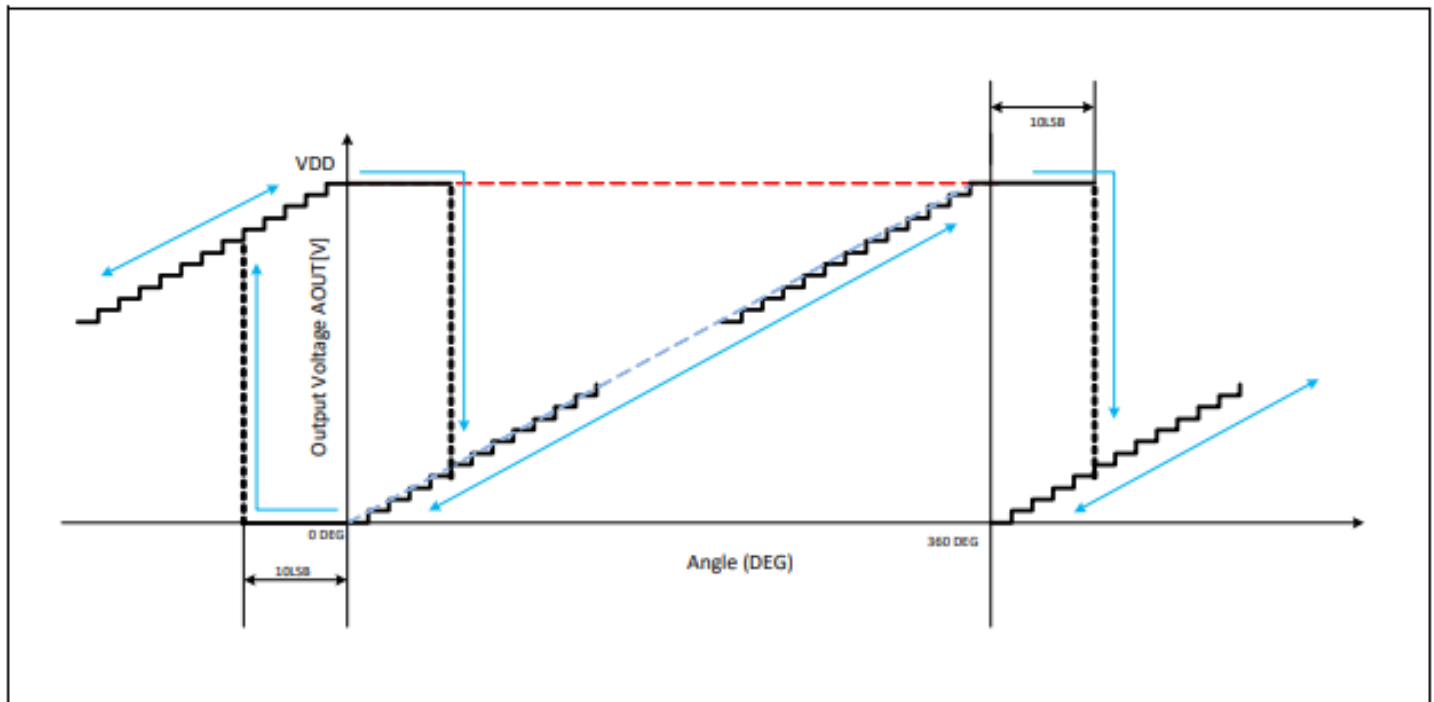 10LSB
VDD
Output Voltage AOUT[V]
0 DEG
360 DEG
Angle (DEG)
10LSB